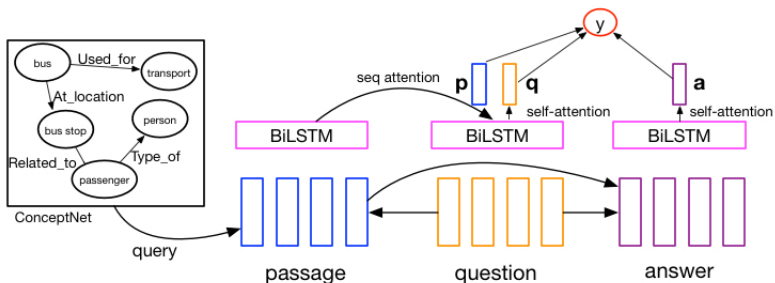 bus
Used_for
transport
At_location
bus stop
person
Related_to
Type_of
passenger
ConceptNet
query
seq attention
y
p
q
a
self-attention
self-attention
BiLSTM
BiLSTM
BiLSTM
passage
question
answer